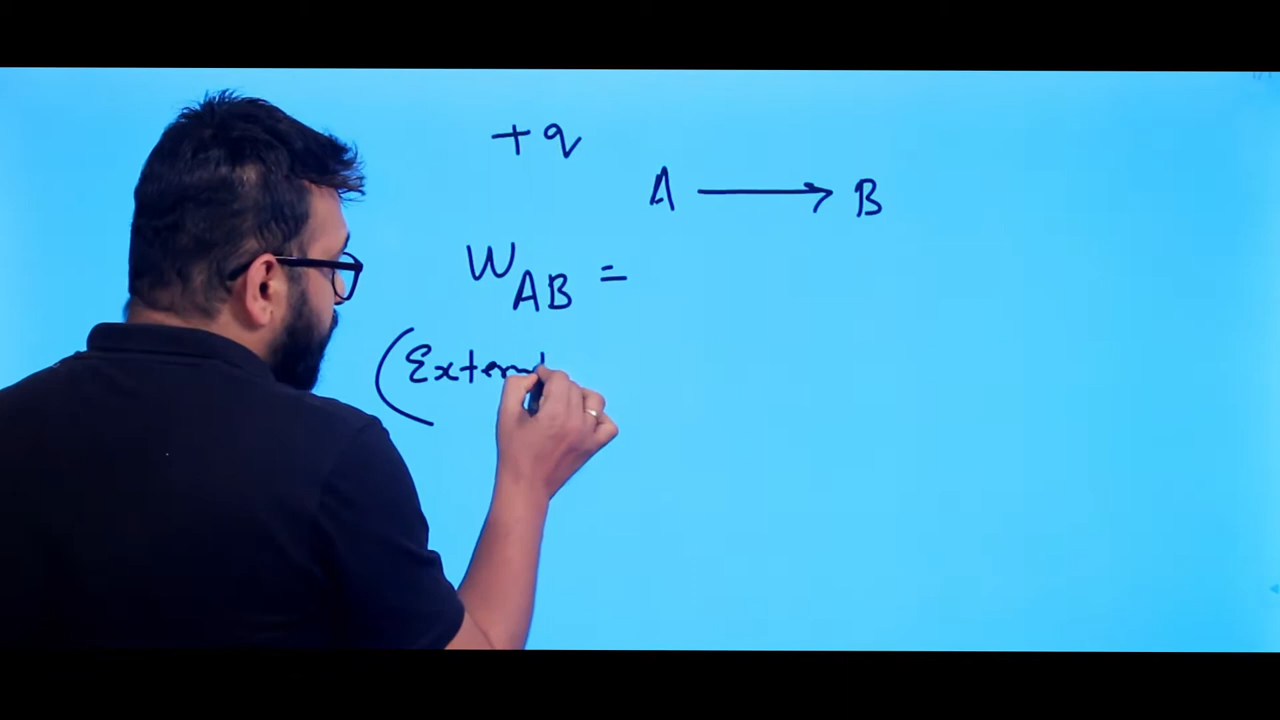 +q
A → B
W_AB =
(Extern